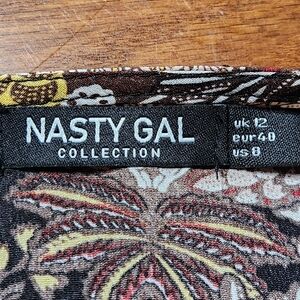 NASTY GAL
COLLECTION
uk 12
eur 40
us 8